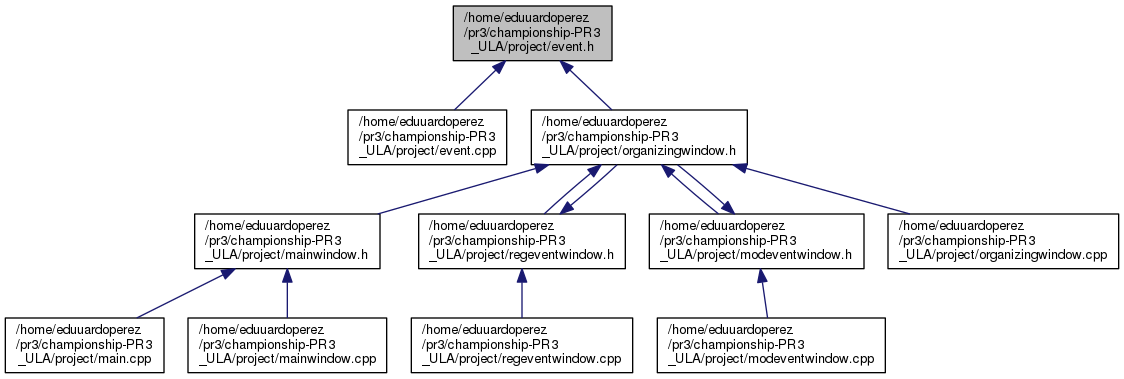 /home/eduuardoperez
/pr3/championship-PR3
_ULA/project/event.h
/home/eduuardoperez
/pr3/championship-PR3
_ULA/project/event.cpp
/home/eduuardoperez
/pr3/championship-PR3
_ULA/project/organizingwindow.h
/home/eduuardoperez
/pr3/championship-PR3
_ULA/project/mainwindow.h
/home/eduuardoperez
/pr3/championship-PR3
_ULA/project/regeventwindow.h
/home/eduuardoperez
/pr3/championship-PR3
_ULA/project/modeventwindow.h
/home/eduuardoperez
/pr3/championship-PR3
_ULA/project/organizingwindow.cpp
/home/eduuardoperez
/pr3/championship-PR3
_ULA/project/main.cpp
/home/eduuardoperez
/pr3/championship-PR3
_ULA/project/mainwindow.cpp
/home/eduuardoperez
/pr3/championship-PR3
_ULA/project/regeventwindow.cpp
/home/eduuardoperez
/pr3/championship-PR3
_ULA/project/modeventwindow.cpp